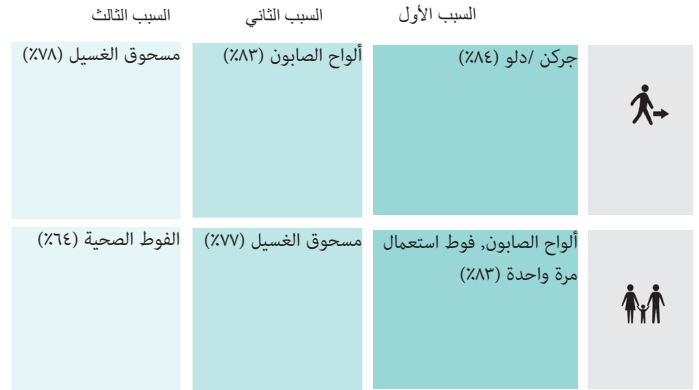 السبب الأول السبب الثاني السبب الثالث
جركن /دلو (٨٤٪) ألواح الصابون (٨٣٪) مسحوق الغسيل (٧٨٪)
ألواح الصابون, فوط استعمال مرة واحدة (٨٣٪) مسحوق الغسيل (٧٧٪) الفوط الصحية (٦٤٪)